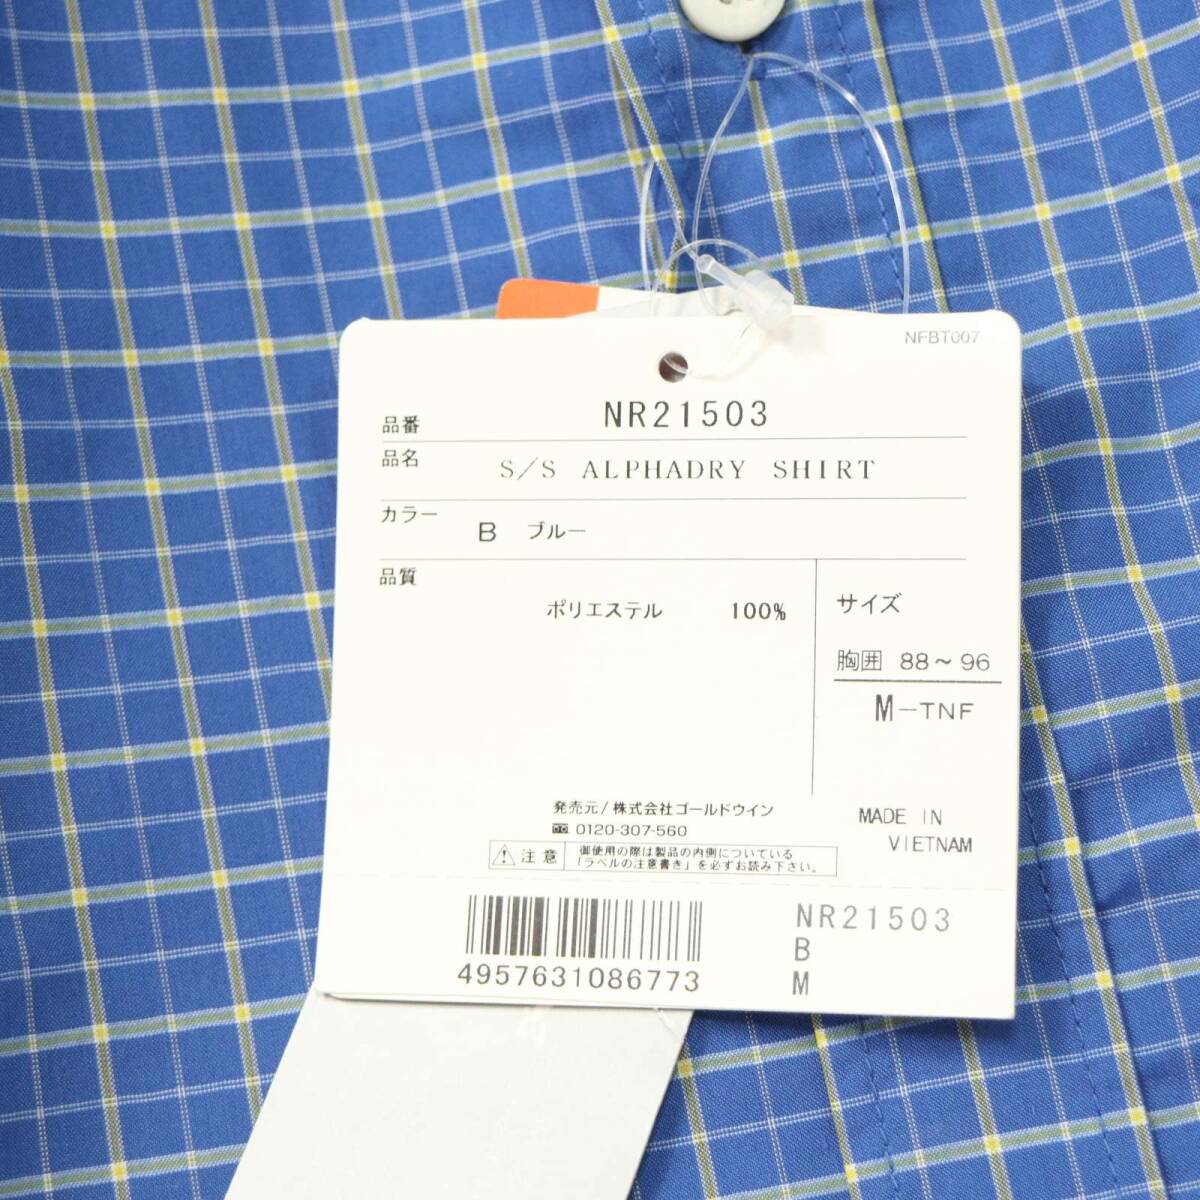 NFBT007
品番 NR21503
品名 S/S ALPHADRY SHIRT
カラー B ブルー
品質
ポリエステル 100%
サイズ
胸囲 88~96
M-TNF
発売元/株式会社ゴールドウイン
0120-307-560
注意
御使用の際は製品の内側についている
「ラベルの注意書き」を必ずお読み下さい。
MADE IN
VIETNAM
4957631086773
NR21503
B
M